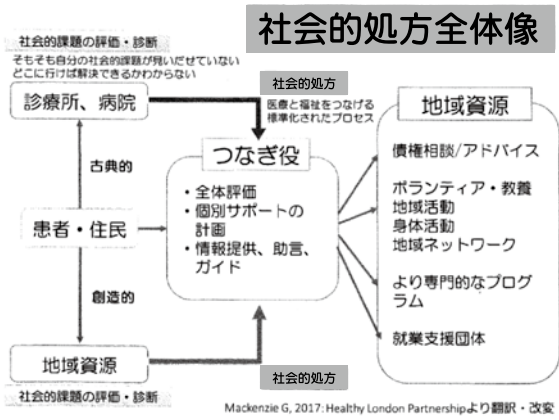 社会的処方全体像
社会的課題の評価・診断
そもそも自分の社会的課題が見いだせていない
どこに行けば解決できるかわからない
診療所、病院
社会的処方
医療と福祉をつなげる
標準化されたプロセス
古典的
患者・住民
創造的
地域資源
社会的課題の評価・診断
つなぎ役
・全体評価
・個別サポートの
計画
・情報提供、助言、
ガイド
社会的処方
地域資源
債権相談/アドバイス
ボランティア・教養
地域活動
身体活動
地域ネットワーク
より専門的なプログ
ラム
就業支援団体
Mackenzie G, 2017: Healthy London Partnershipより翻訳・改変